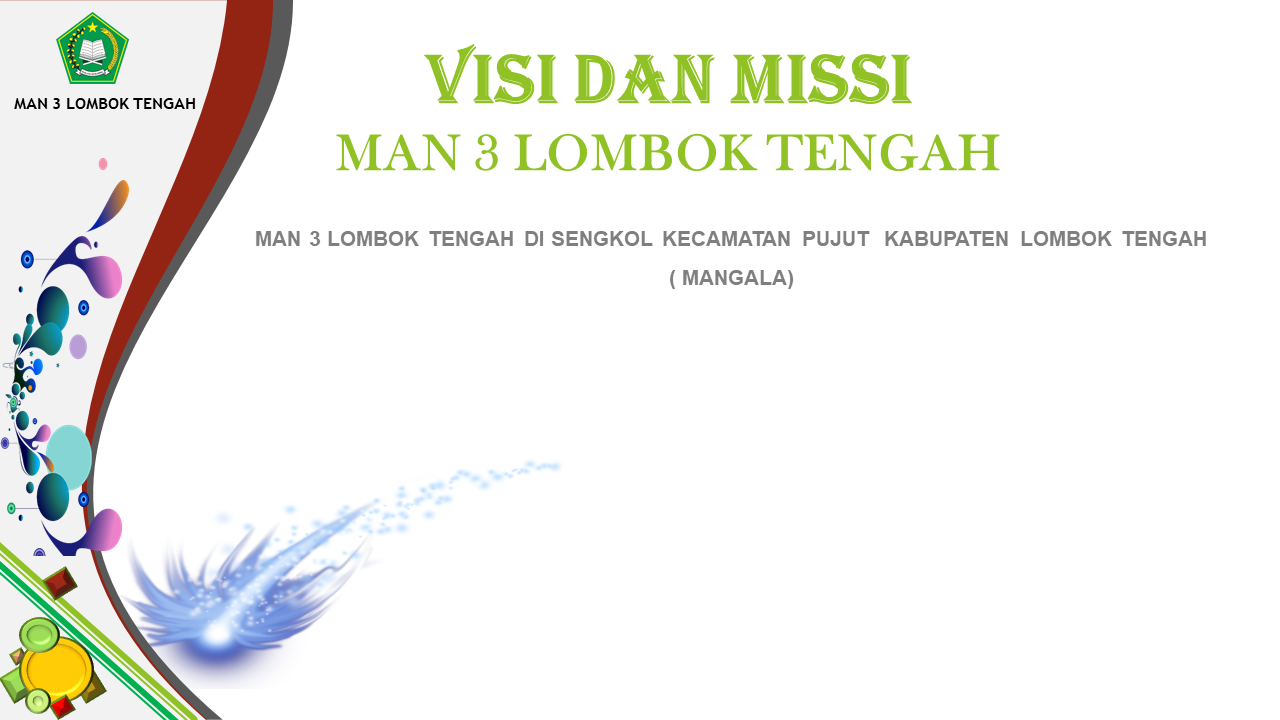 MAN 3 LOMBOK TENGAH
VISI DAN MISSI
MAN 3 LOMBOK TENGAH
MAN 3 LOMBOK TENGAH DI SENGKOL KECAMATAN PUJUT KABUPATEN LOMBOK TENGAH
( MANGALA)